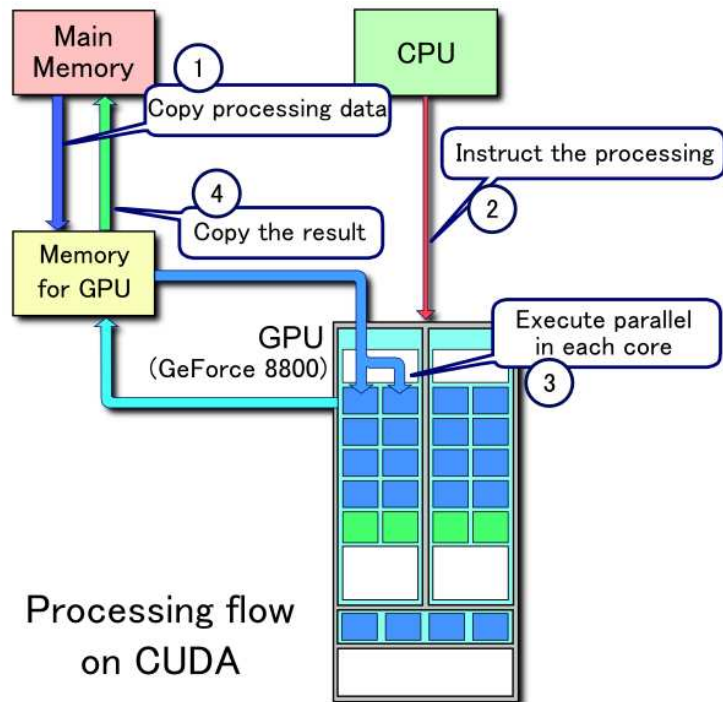 Main
Memory
CPU
1
Copy processing data
Instruct the processing
2
4
Copy the result
Memory
for GPU
GPU
(GeForce 8800)
Execute parallel
in each core
3
Processing flow
on CUDA